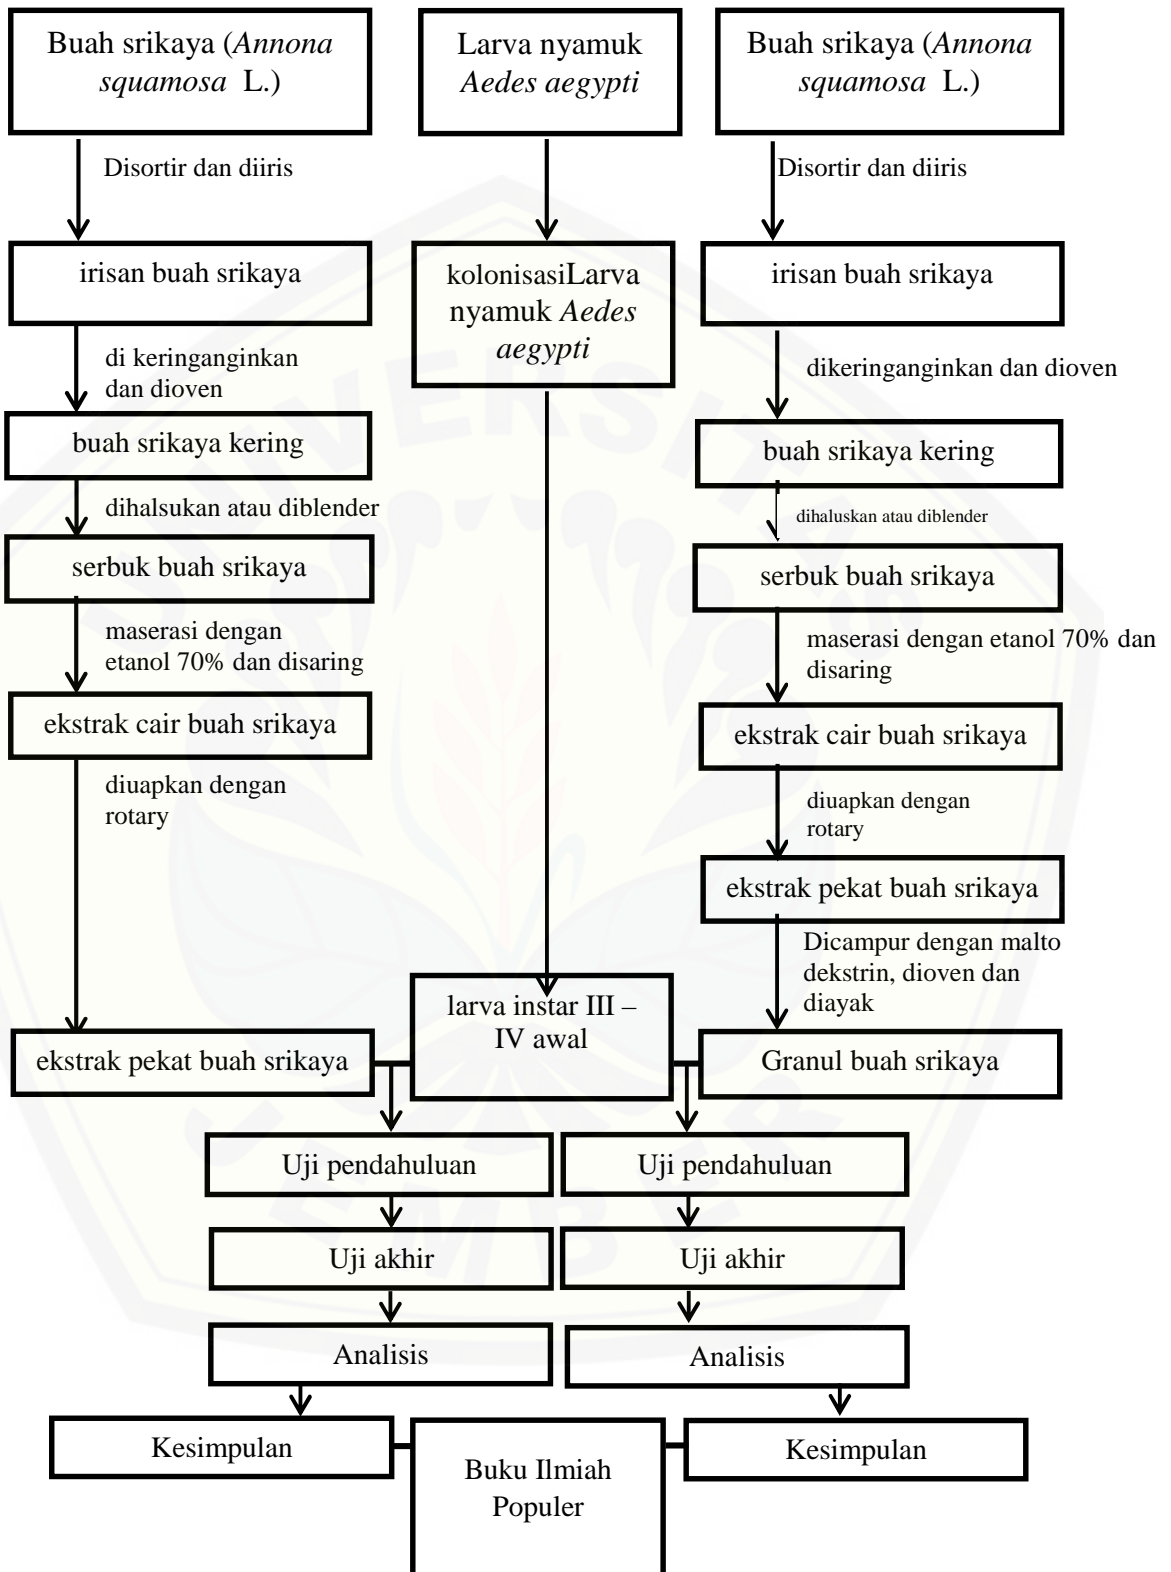 Buah srikaya (Annona
squamosa L.)
Disortir dan diiris
irisan buah srikaya
di keringanginkan
dan dioven
buah srikaya kering
dihalsukan atau diblender
serbuk buah srikaya
maserasi dengan
etanol 70% dan disaring
ekstrak cair buah srikaya
diuapkan dengan
rotary
ekstrak pekat buah srikaya
Larva nyamuk
Aedes aegypti
kolonisasiLarva
nyamuk Aedes
aegypti
larva instar III –
IV awal
Buah srikaya (Annona
squamosa L.)
Disortir dan diiris
irisan buah srikaya
dikeringanginkan dan dioven
buah srikaya kering
dihaluskan atau diblender
serbuk buah srikaya
maserasi dengan etanol 70% dan
disaring
ekstrak cair buah srikaya
diuapkan dengan
rotary
ekstrak pekat buah srikaya
Dicampur dengan malto
dekstrin, dioven dan
diayak
Granul buah srikaya
Uji pendahuluan
Uji akhir
Analisis
Kesimpulan
Uji pendahuluan
Uji akhir
Analisis
Kesimpulan
Buku Ilmiah
Populer
UNIVERSITAS
JEMBER